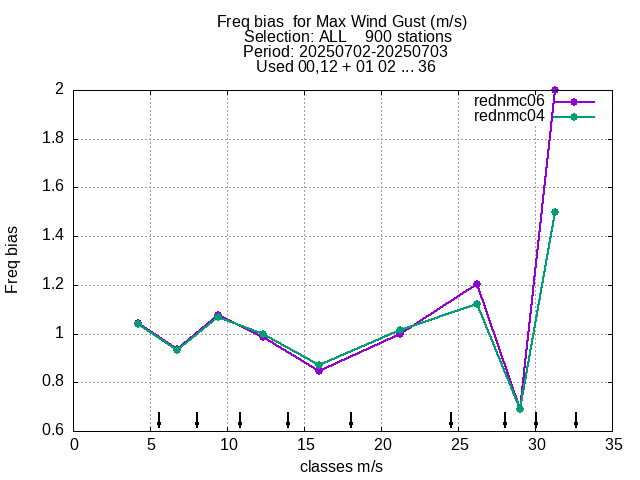 Freq bias  for Max Wind Gust (m/s)
Selection: ALL    900 stations
Period: 20250702-20250703
Used 00,12 + 01 02 ... 36
rednmc06
rednmc04
2
1.8
1.6
1.4
1.2
1
0.8
0.6
Freq bias
0 5 10 15 20 25 30 35
classes m/s